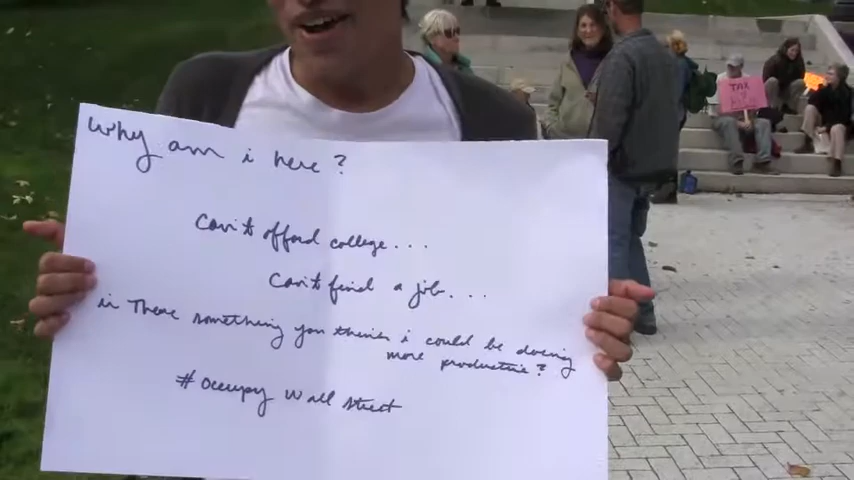 Why am i here?
Can't afford college...
Can't find a job....
is There something you think i could be doing
more productive?
# Occupy Wall Street
TAX